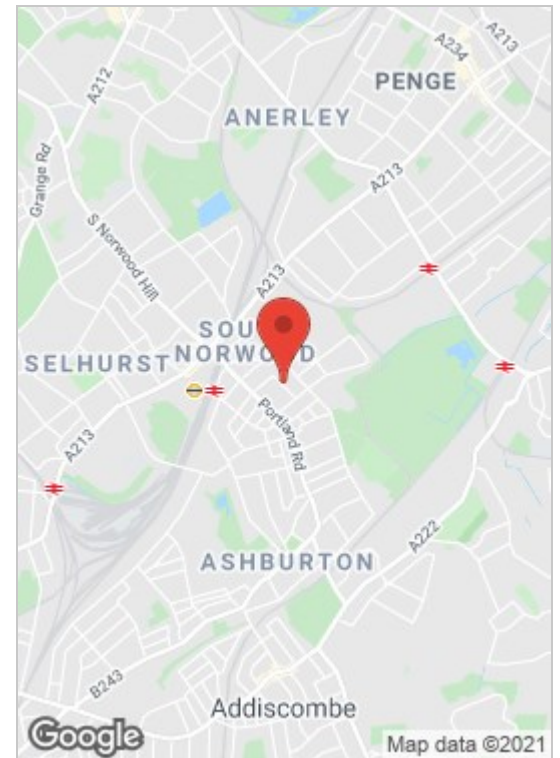 A213
A234
PENGE
A212
ANERLEY
Grange Rd
A213
S Norwood Hill
A213
SOU
NORWOOD
SELHURST
Portland Rd
A213
A222
ASHBURTON
B243
Addiscombe
Google
Map data ©2021